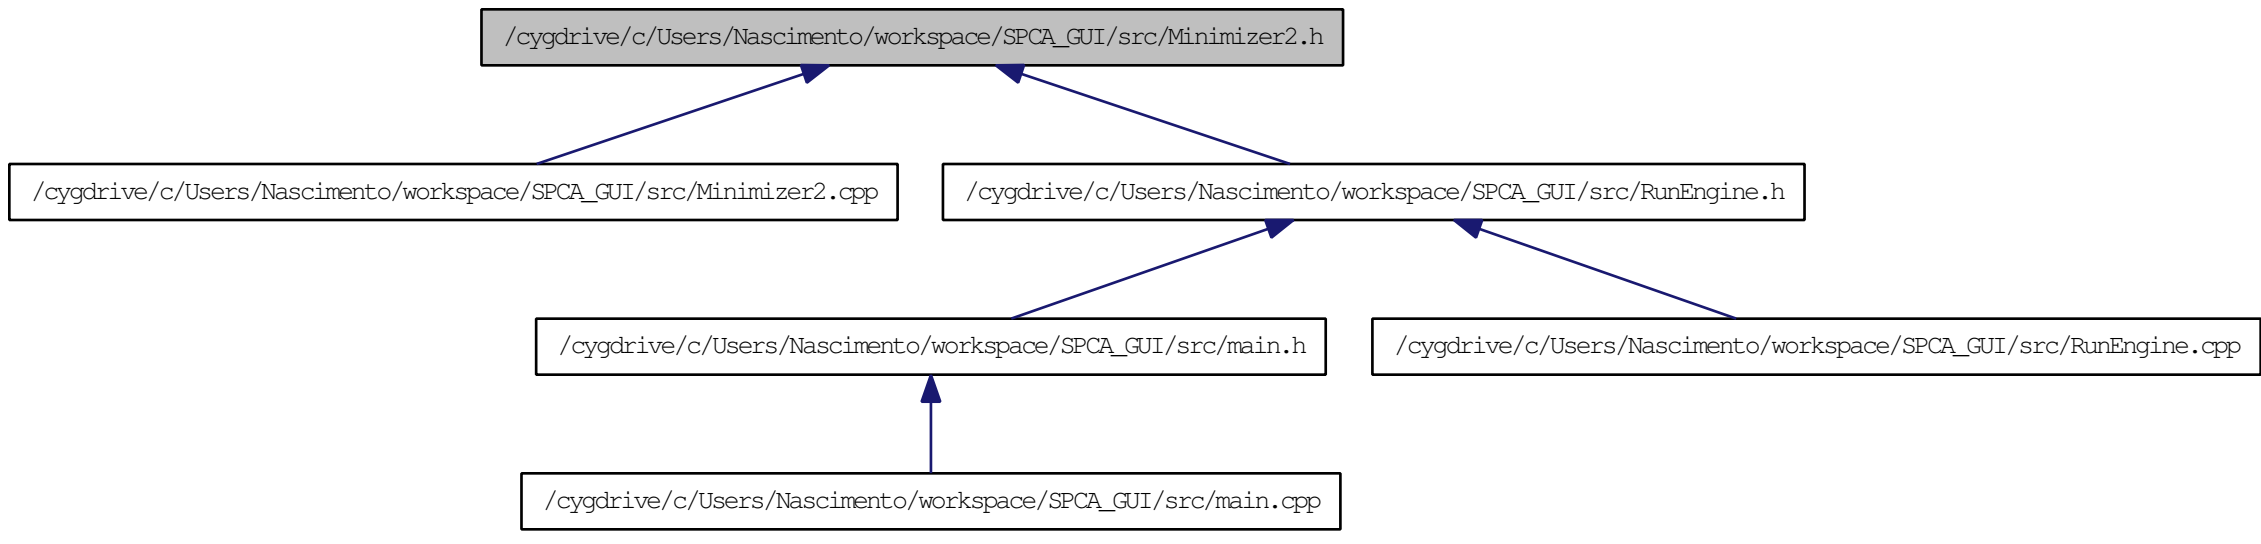 /cygdrive/c/Users/Nascimento/workspace/SPCA_GUI/src/Minimizer2.h
/cygdrive/c/Users/Nascimento/workspace/SPCA_GUI/src/Minimizer2.cpp
/cygdrive/c/Users/Nascimento/workspace/SPCA_GUI/src/RunEngine.h
/cygdrive/c/Users/Nascimento/workspace/SPCA_GUI/src/main.h
/cygdrive/c/Users/Nascimento/workspace/SPCA_GUI/src/RunEngine.cpp
/cygdrive/c/Users/Nascimento/workspace/SPCA_GUI/src/main.cpp